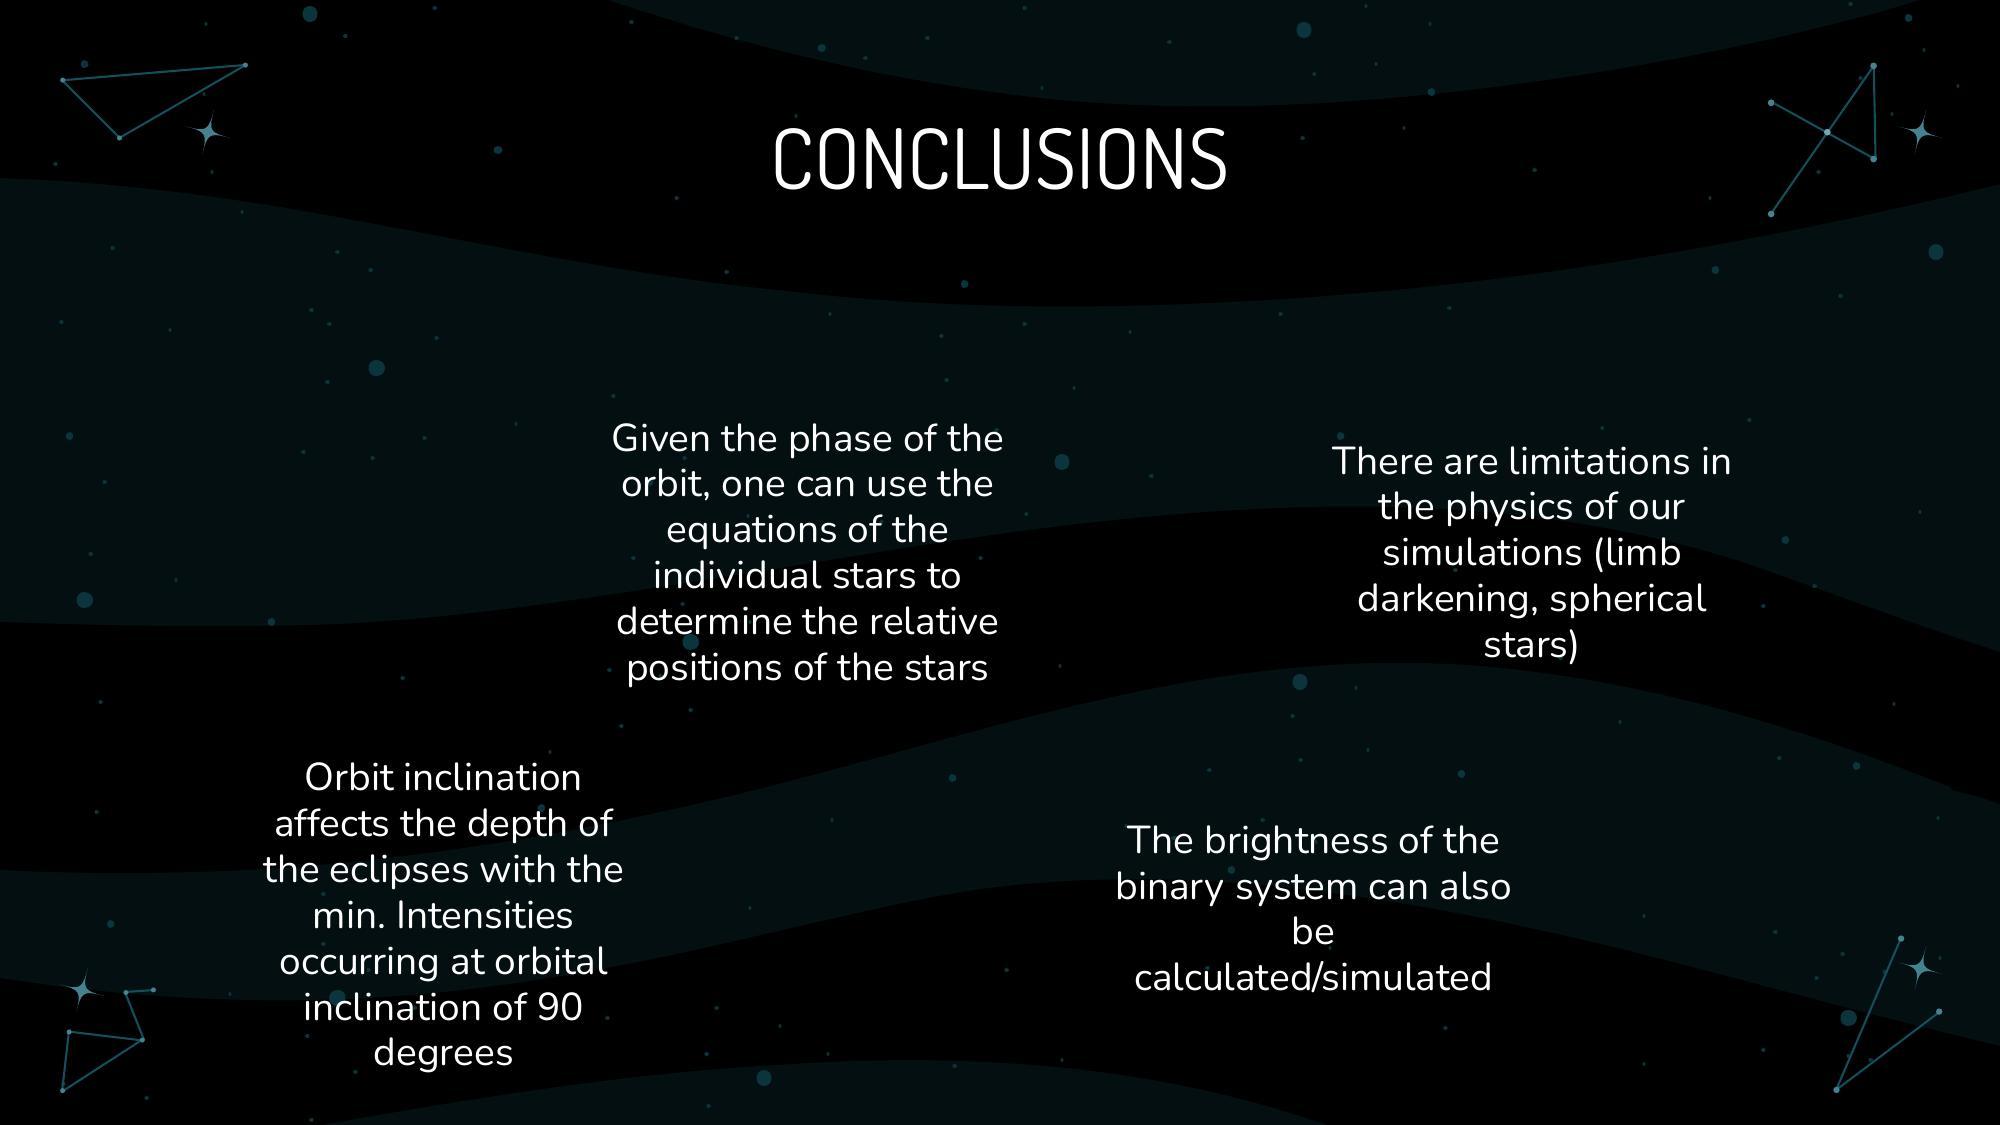 CONCLUSIONS
Given the phase of the
orbit, one can use the
equations of the
individual stars to
determine the relative
positions of the stars
There are limitations in
the physics of our
simulations (limb
darkening, spherical
stars)
Orbit inclination
affects the depth of
the eclipses with the
min. Intensities
occurring at orbital
inclination of 90
degrees
The brightness of the
binary system can also
be
calculated/simulated